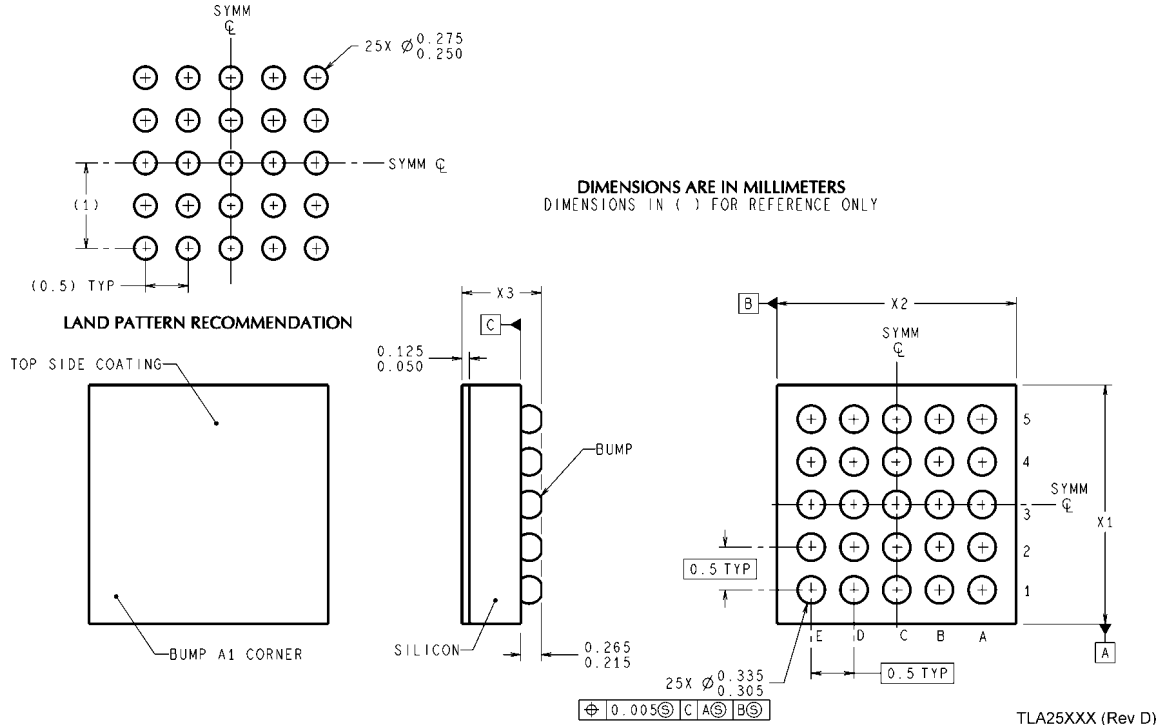 SYMM
℄
25X Ø 0.275
0.250
SYMM ℄
(1)
(0.5) TYP
LAND PATTERN RECOMMENDATION
DIMENSIONS ARE IN MILLIMETERS
DIMENSIONS IN ( ) FOR REFERENCE ONLY
TOP SIDE COATING
BUMP A1 CORNER
X3
C
0.125
0.050
BUMP
SILICON
0.265
0.215
B
X2
SYMM
℄
5
4
3
2
1
SYMM
℄
X1
0.5 TYP
E D C B A
A
0.5 TYP
25X Ø 0.335
0.305
⌖ 0.005Ⓢ C AⓈ BⓈ
TLA25XXX (Rev D)